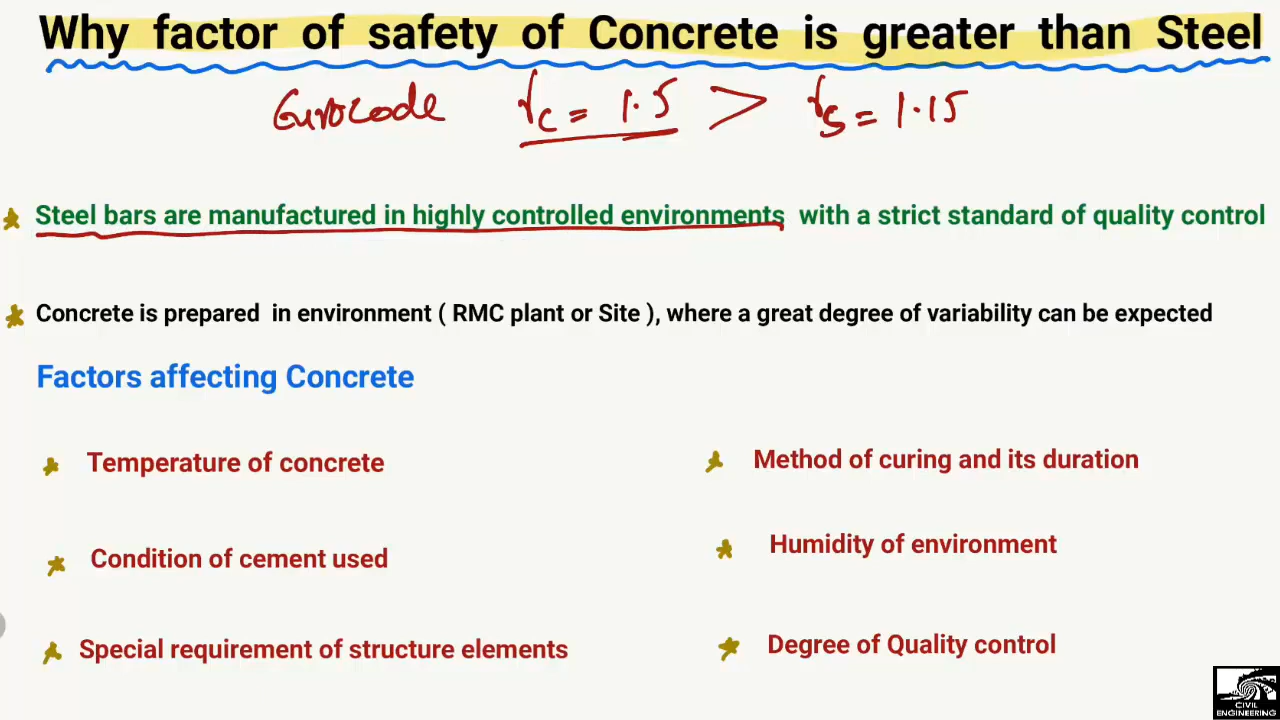 Why factor of safety of Concrete is greater than Steel
Eurocode γc = 1.5 > γs = 1.15
Steel bars are manufactured in highly controlled environments with a strict standard of quality control
Concrete is prepared in environment ( RMC plant or Site ), where a great degree of variability can be expected
Factors affecting Concrete
Temperature of concrete
Method of curing and its duration
Condition of cement used
Humidity of environment
Special requirement of structure elements
Degree of Quality control
CIVIL
ENGINEERING